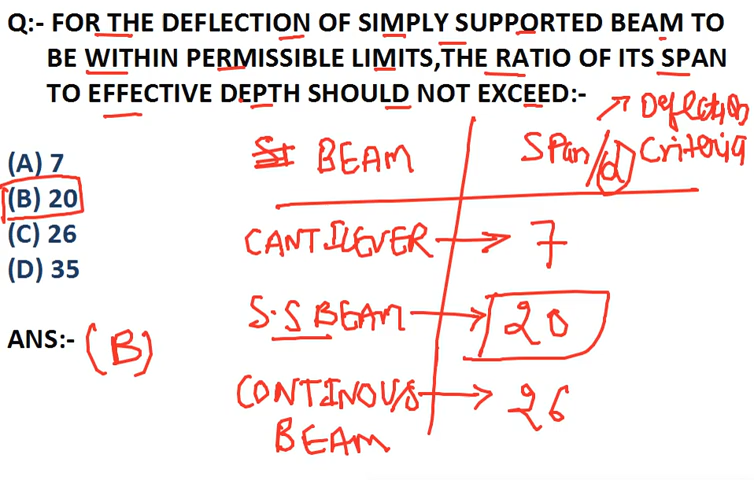 Q:- FOR THE DEFLECTION OF SIMPLY SUPPORTED BEAM TO
BE WITHIN PERMISSIBLE LIMITS,THE RATIO OF ITS SPAN
TO EFFECTIVE DEPTH SHOULD NOT EXCEED:-
Deflection
BEAM Span/d Criteria
(A) 7
(B) 20
(C) 26
(D) 35
CANTILEVER → 7
S.S BEAM → 20
ANS:- (B)
CONTINOUS → 26
BEAM